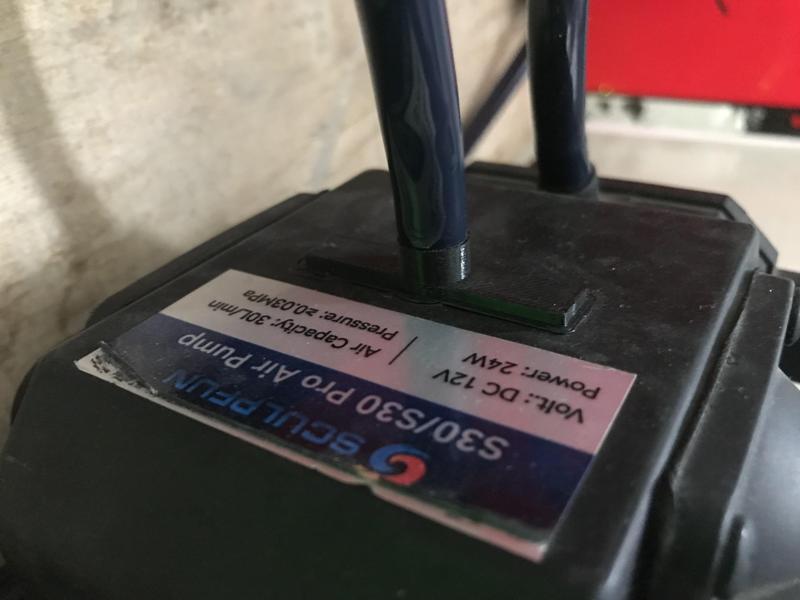 SCULPFUN
S30/S30 Pro Air Pump
Volt.: DC 12V
Power: 24W
Air Capacity: 30L/min
Pressure: ≥0.03MPa